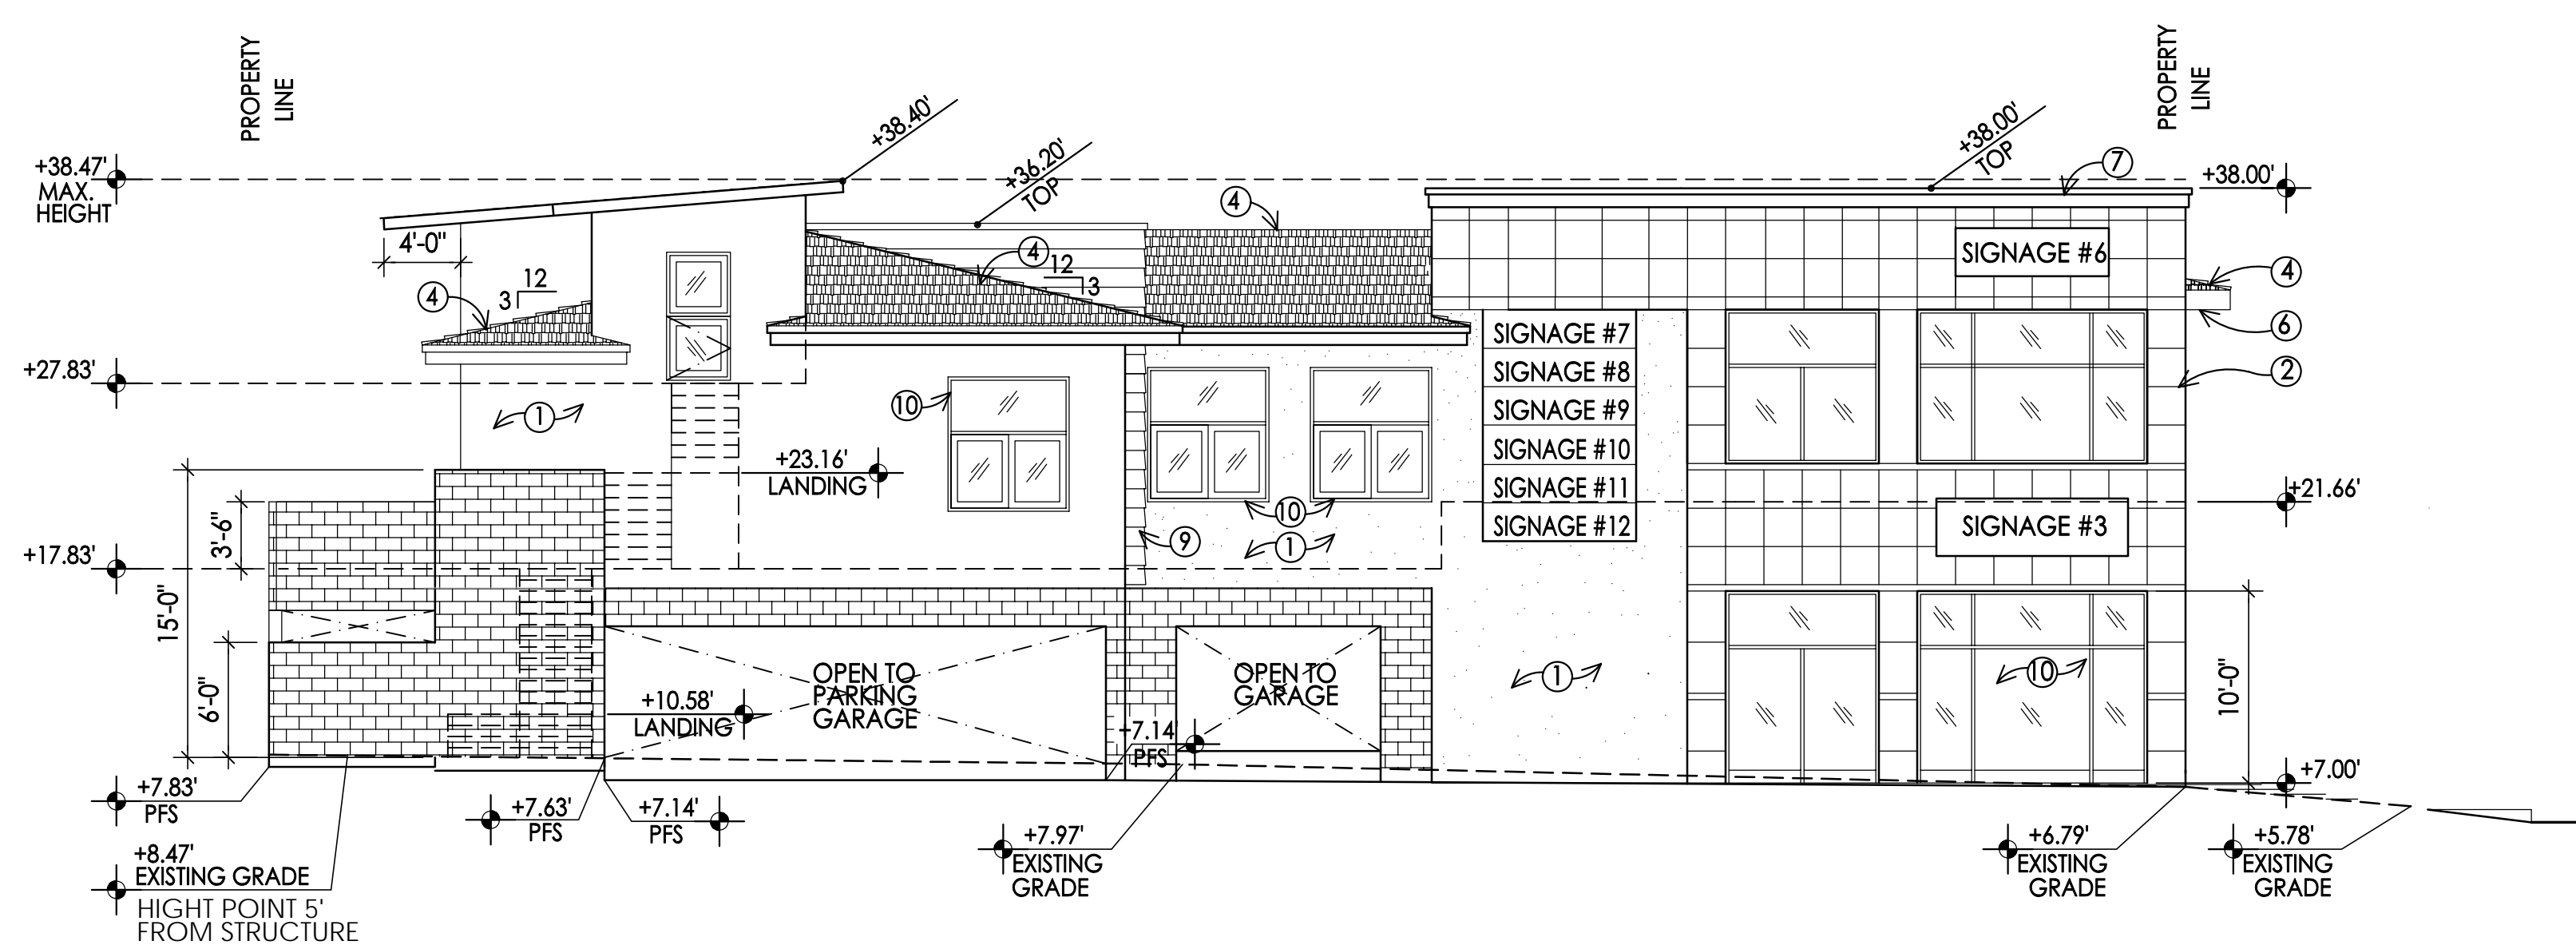 PROPERTY
LINE
PROPERTY
LINE
+38.40'
+36.20'
TOP
+38.00'
TOP
7
+38.47'
MAX.
HEIGHT
+38.00'
4
4'-0"
4
12
3
SIGNAGE #6
4
12
3
4
6
SIGNAGE #7
+27.83'
2
SIGNAGE #8
10
1
SIGNAGE #9
SIGNAGE #10
+23.16'
LANDING
SIGNAGE #11
+21.66'
10
3'-6"
SIGNAGE #12
SIGNAGE #3
9
1
+17.83'
15'-0"
OPEN TO
PARKING
GARAGE
OPEN TO
GARAGE
1
10
10'-0"
6'-0"
+10.58'
LANDING
+7.14'
PFS
+7.00'
+7.83'
PFS
+7.63'
PFS
+7.14'
PFS
+7.97'
EXISTING
GRADE
+6.79'
EXISTING
GRADE
+5.78'
EXISTING
GRADE
+8.47'
EXISTING GRADE
HIGHT POINT 5'
FROM STRUCTURE